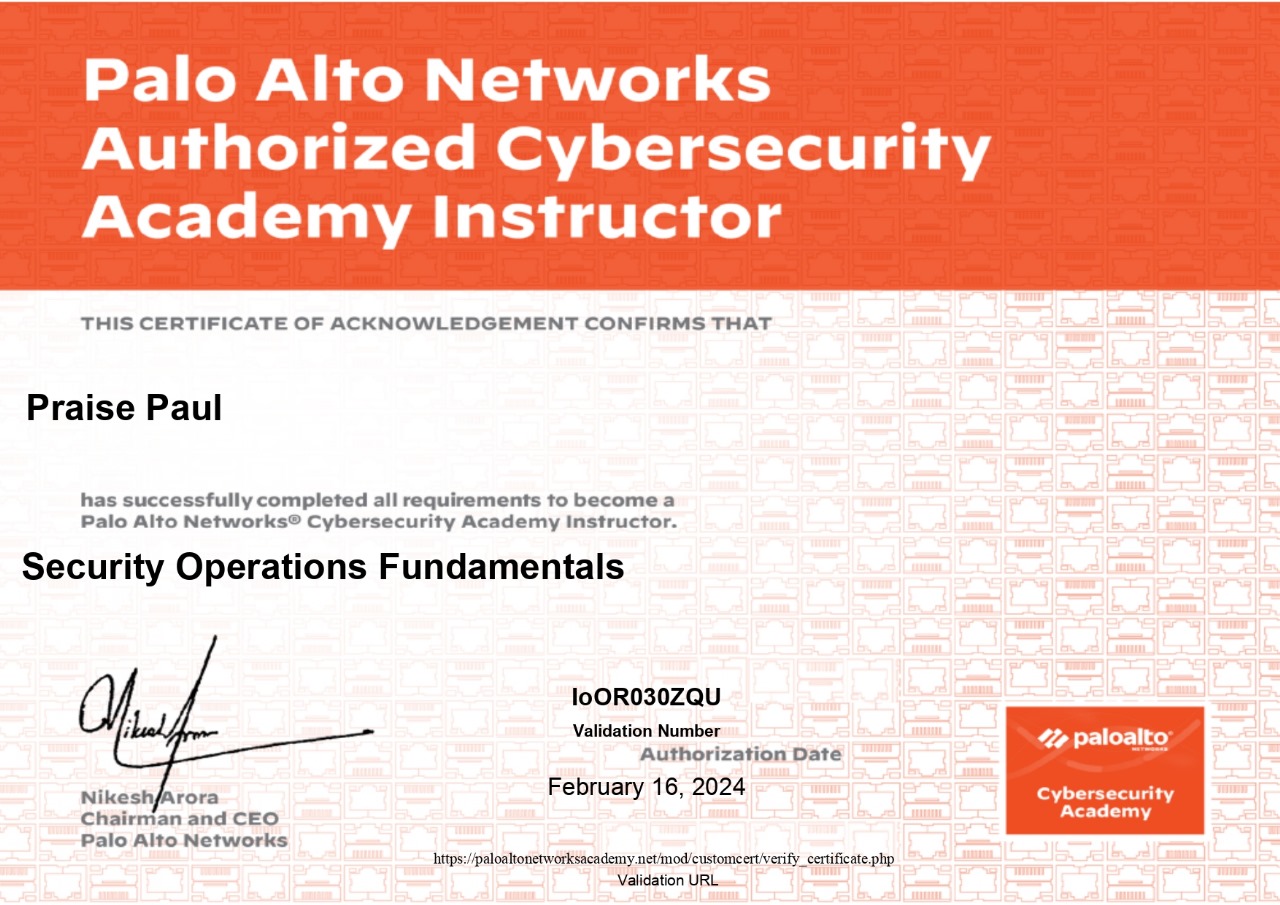 Palo Alto Networks
Authorized Cybersecurity
Academy Instructor
THIS CERTIFICATE OF ACKNOWLEDGEMENT CONFIRMS THAT
Praise Paul
has successfully completed all requirements to become a
Palo Alto Networks® Cybersecurity Academy Instructor.
Security Operations Fundamentals
Nikesh Arora
Nikesh Arora
Chairman and CEO
Palo Alto Networks
IoOR030ZQU
Validation Number
Authorization Date
February 16, 2024
https://paloaltonetworksacademy.net/mod/customcert/verify_certificate.php
Validation URL
paloalto®
NETWORKS
Cybersecurity
Academy